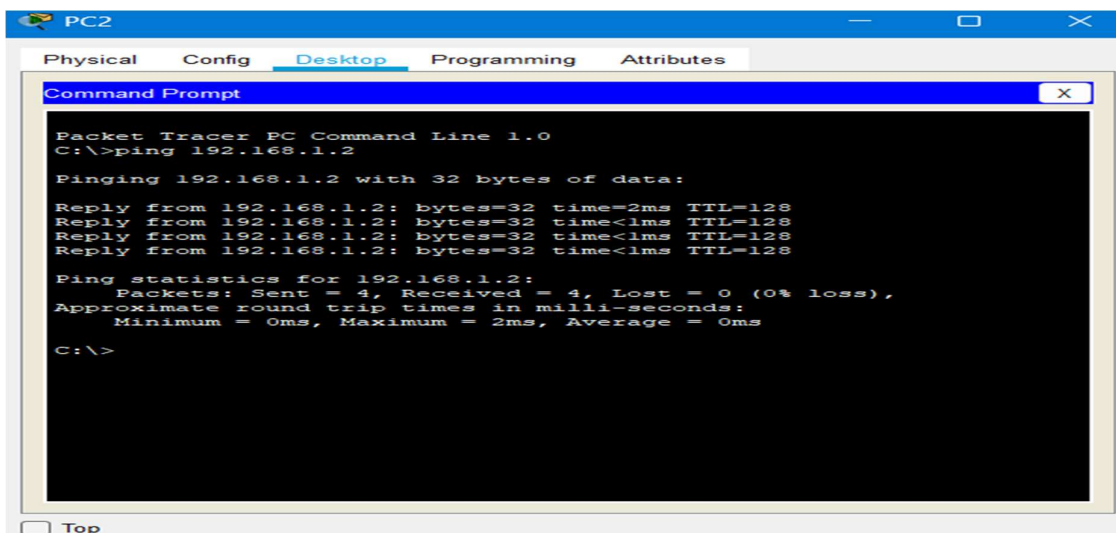 PC2
Physical Config Desktop Programming Attributes
Command Prompt
X
Packet Tracer PC Command Line 1.0
C:\>ping 192.168.1.2
Pinging 192.168.1.2 with 32 bytes of data:
Reply from 192.168.1.2: bytes=32 time=2ms TTL=128
Reply from 192.168.1.2: bytes=32 time<1ms TTL=128
Reply from 192.168.1.2: bytes=32 time<1ms TTL=128
Reply from 192.168.1.2: bytes=32 time<1ms TTL=128
Ping statistics for 192.168.1.2:
Packets: Sent = 4, Received = 4, Lost = 0 (0% loss),
Approximate round trip times in milli-seconds:
Minimum = 0ms, Maximum = 2ms, Average = 0ms
C:\>
Top